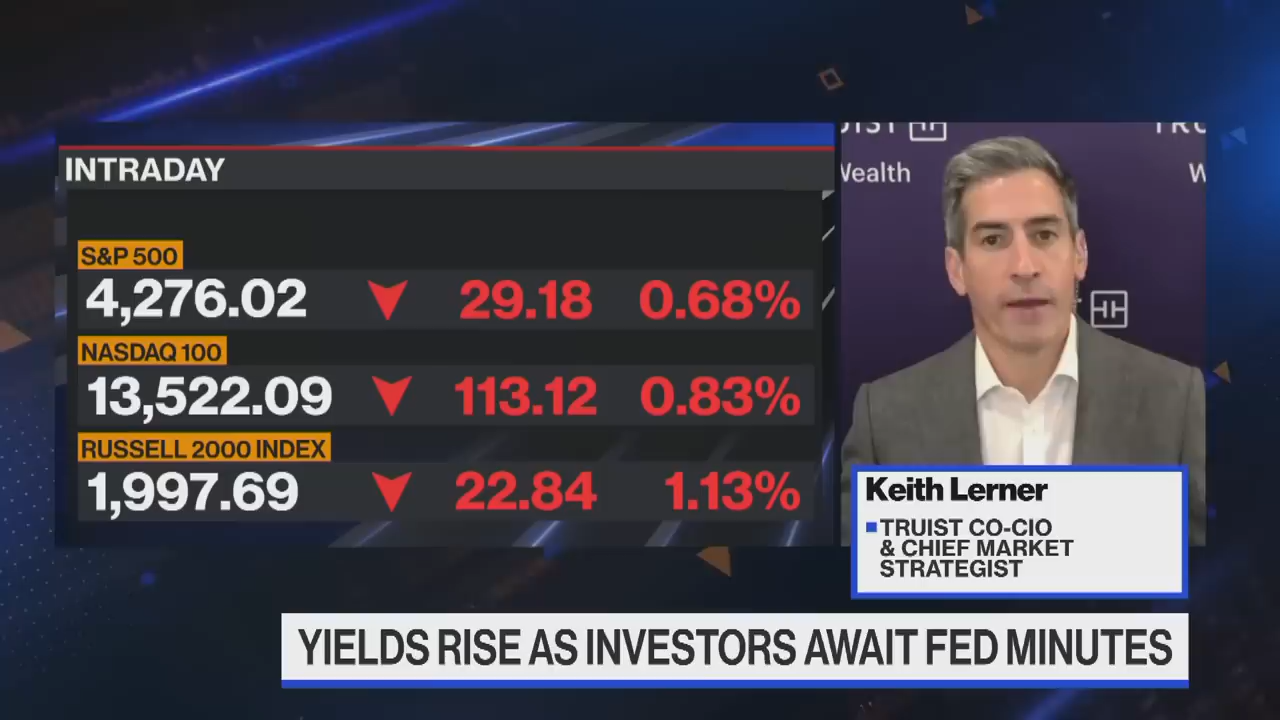 INTRADAY
S&P 500
4,276.02 29.18 0.68%
NASDAQ 100
13,522.09 113.12 0.83%
RUSSELL 2000 INDEX
1,997.69 22.84 1.13%
Wealth
Keith Lerner
TRUIST CO-CIO
& CHIEF MARKET
STRATEGIST
YIELDS RISE AS INVESTORS AWAIT FED MINUTES